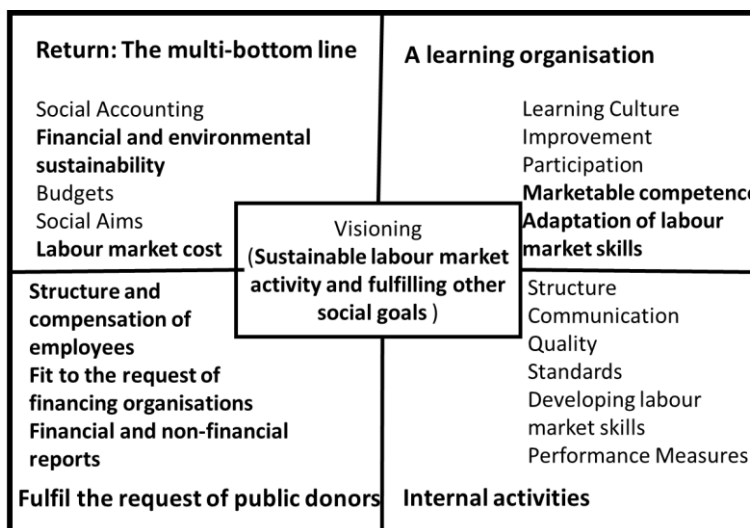 Return: The multi-bottom line
Social Accounting
Financial and environmental
sustainability
Budgets
Social Aims
Labour market cost
A learning organisation
Learning Culture
Improvement
Participation
Marketable competence
Adaptation of labour
market skills
Visioning
(Sustainable labour market
activity and fulfilling other
social goals )
Structure and
compensation of
employees
Fit to the request of
financing organisations
Financial and non-financial
reports
Fulfil the request of public donors
Structure
Communication
Quality
Standards
Developing labour
market skills
Performance Measures
Internal activities